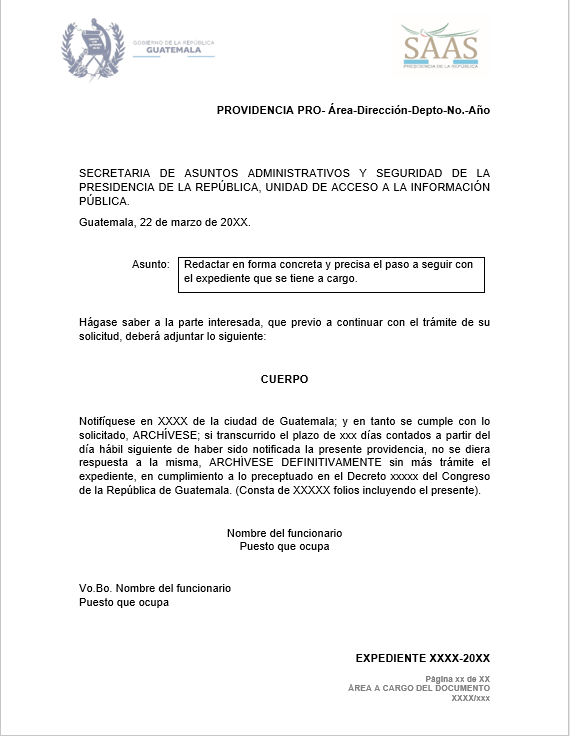 GOBIERNO DE LA REPÚBLICA
GUATEMALA
SAAS
PRESIDENCIA DE LA REPÚBLICA
PROVIDENCIA PRO- Área-Dirección-Depto-No.-Año
SECRETARIA DE ASUNTOS ADMINISTRATIVOS Y SEGURIDAD DE LA
PRESIDENCIA DE LA REPÚBLICA, UNIDAD DE ACCESO A LA INFORMACIÓN
PÚBLICA.
Guatemala, 22 de marzo de 20XX.
Asunto: Redactar en forma concreta y precisa el paso a seguir con
el expediente que se tiene a cargo.
Hágase saber a la parte interesada, que previo a continuar con el trámite de su
solicitud, deberá adjuntar lo siguiente:
CUERPO
Notifíquese en XXXX de la ciudad de Guatemala; y en tanto se cumple con lo
solicitado, ARCHÍVESE; si transcurrido el plazo de xxx días contados a partir del
día hábil siguiente de haber sido notificada la presente providencia, no se diera
respuesta a la misma, ARCHÍVESE DEFINITIVAMENTE sin más trámite el
expediente, en cumplimiento a lo preceptuado en el Decreto xxxxx del Congreso
de la República de Guatemala. (Consta de XXXXX folios incluyendo el presente).
Nombre del funcionario
Puesto que ocupa
Vo.Bo. Nombre del funcionario
Puesto que ocupa
EXPEDIENTE XXXX-20XX
Página xx de XX
ÁREA A CARGO DEL DOCUMENTO
XXXX/xxx